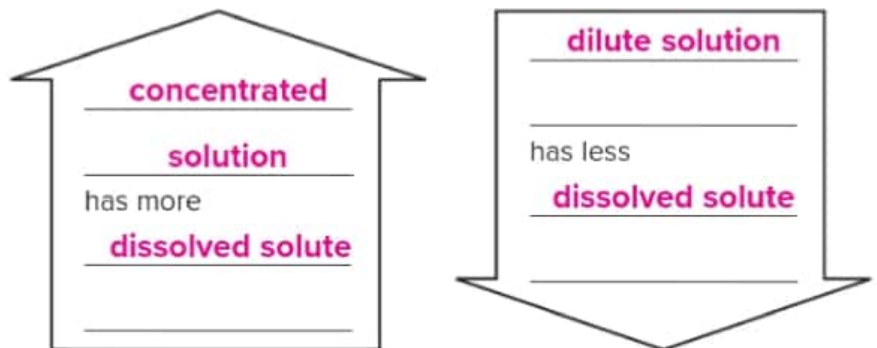 concentrated
solution
has more
dissolved solute
dilute solution
has less
dissolved solute